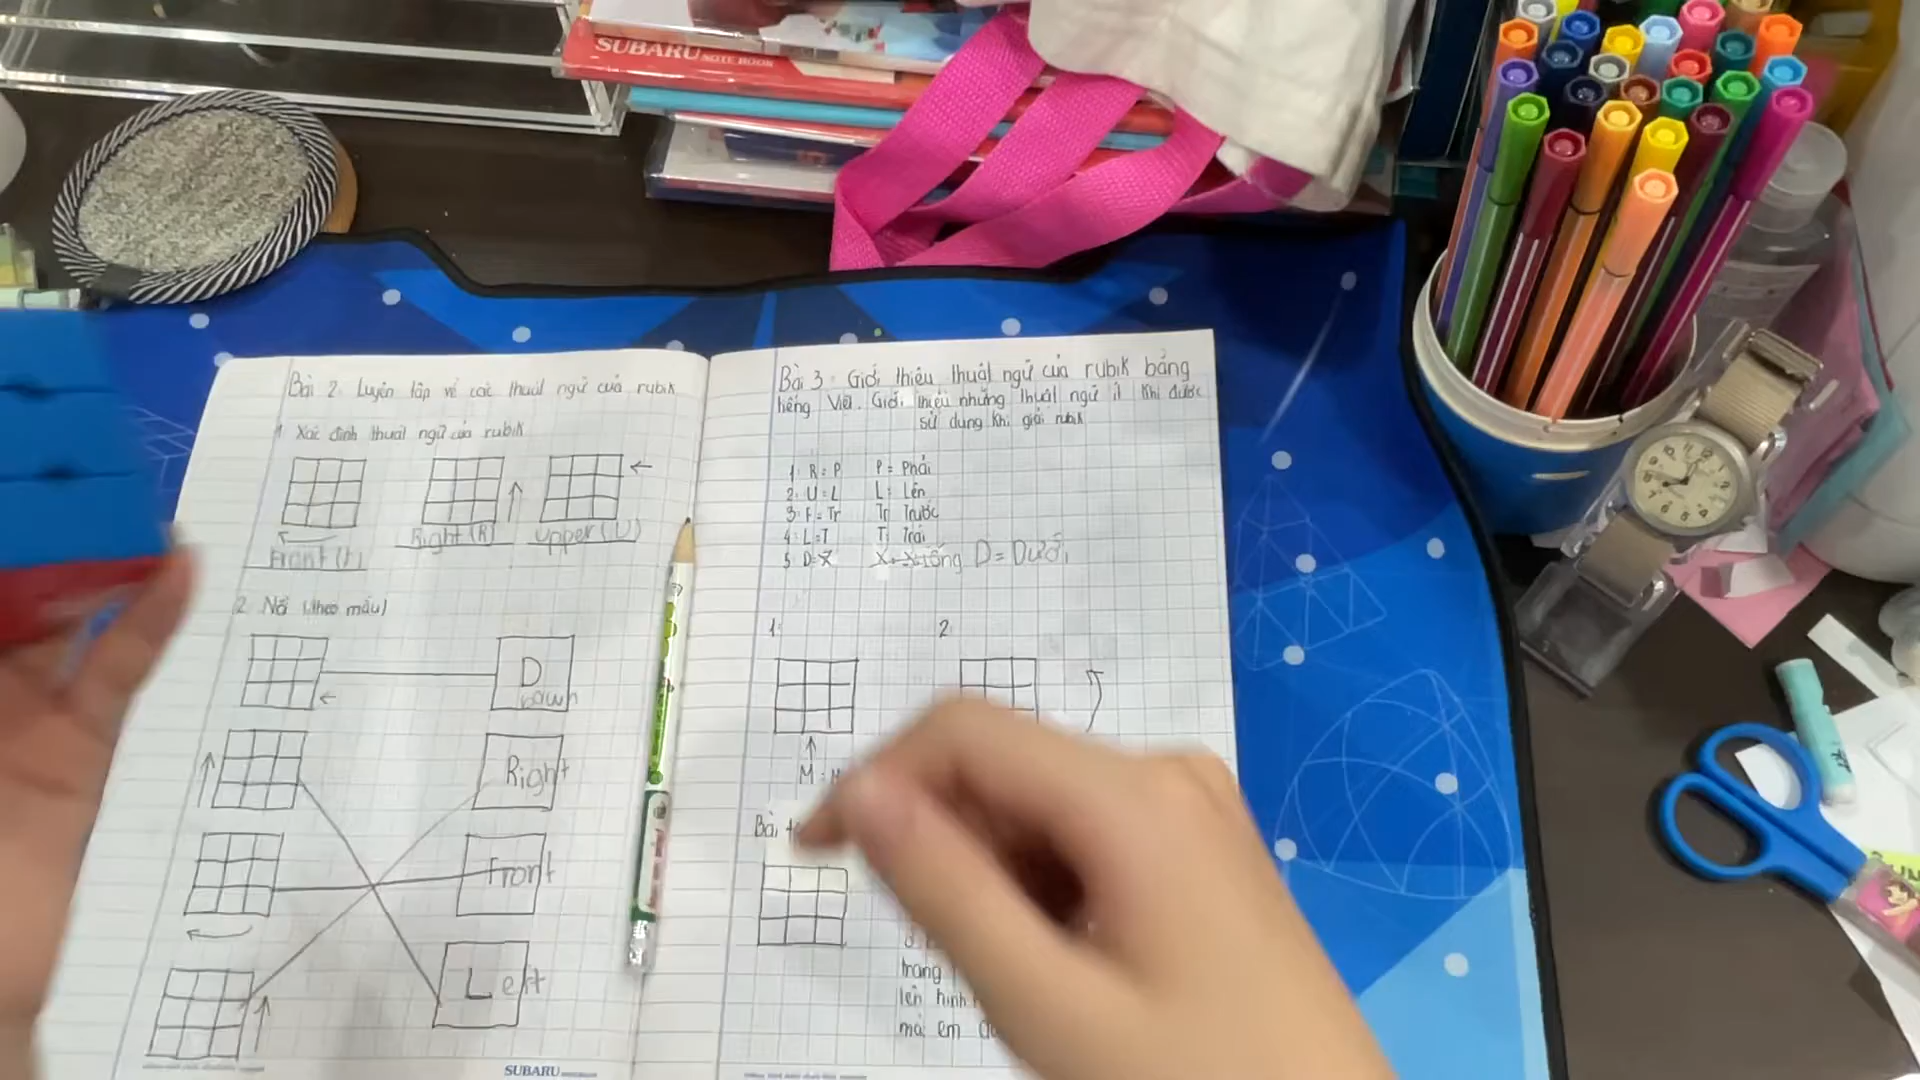 SUBARU NOTE BOOK
Bài 2: Luyện tập về các thuật ngữ của rubik
1 Xác định thuật ngữ của rubik
Front (F)
Right (R)
Upper (U)
2 Nối (theo mẫu)
D
Down
Right
Front
Left
SUBARU
Bài 3: Giới thiệu thuật ngữ của rubik bằng
tiếng Việt. Giới thiệu những thuật ngữ ít khi được
sử dụng khi giải rubik
1: R = P P = Phải
2: U = L L = Lên
3: F = Tr Tr Trước
4: L = T T: Trái
5 D = X X = Xuống D = Dưới
1:
2:
M =
Bài
trang
lên hình
mà em